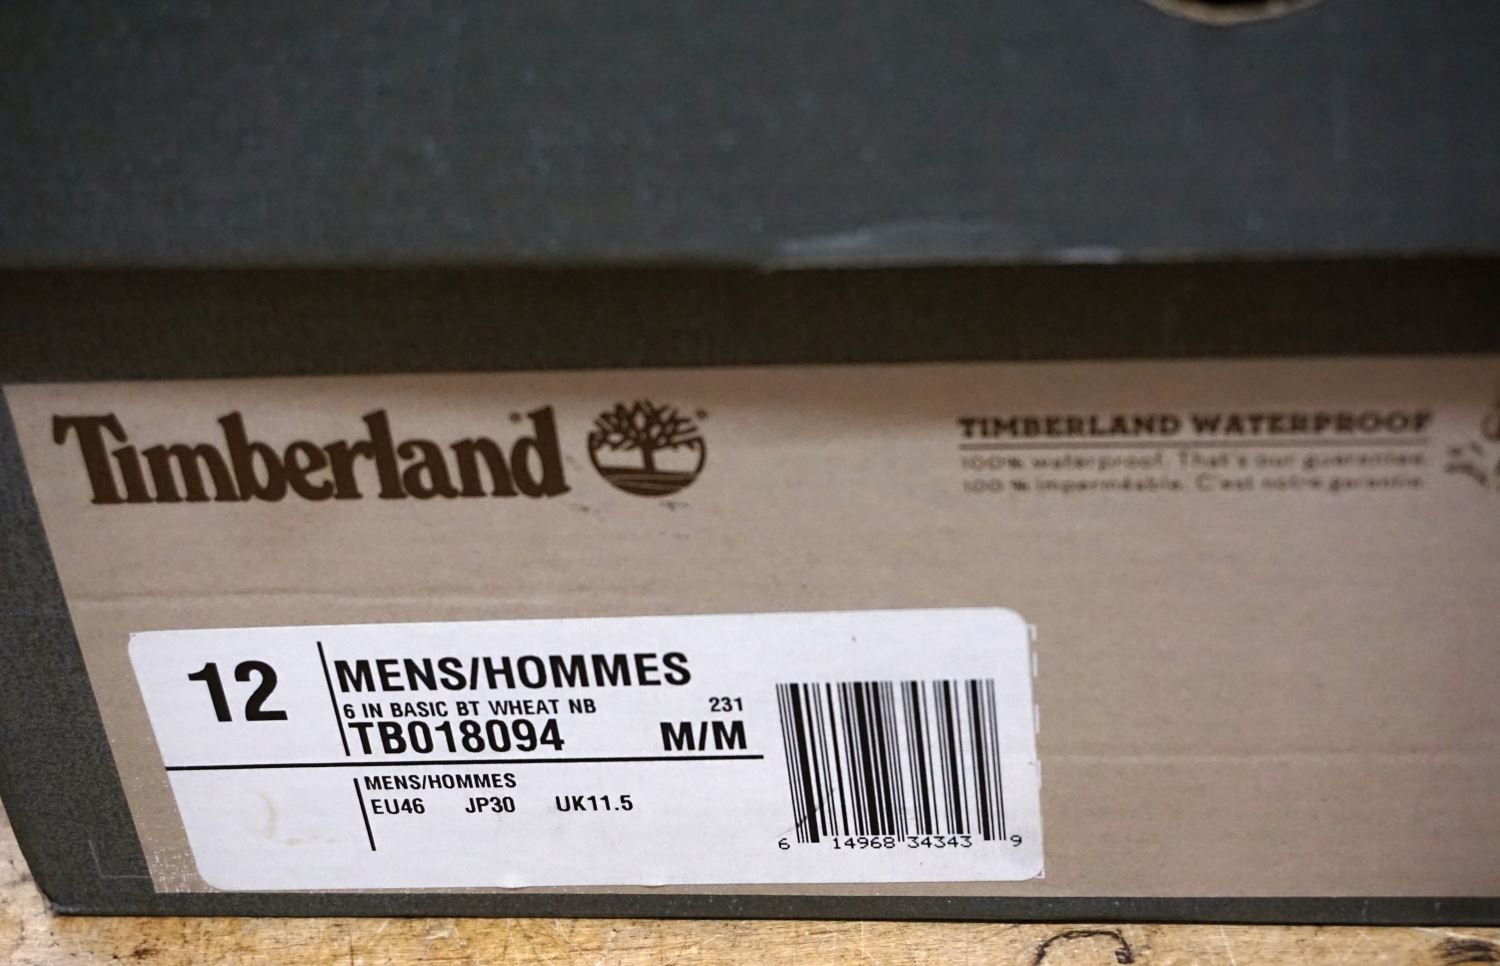 Timberland
TIMBERLAND WATERPROOF
100% waterproof. That's our guarantee.
100 % imperméable. C'est notre garantie.
12
MENS/HOMMES
6 IN BASIC BT WHEAT NB 231
TB018094 M/M
MENS/HOMMES
EU46 JP30 UK11.5
6 14968 34343 9